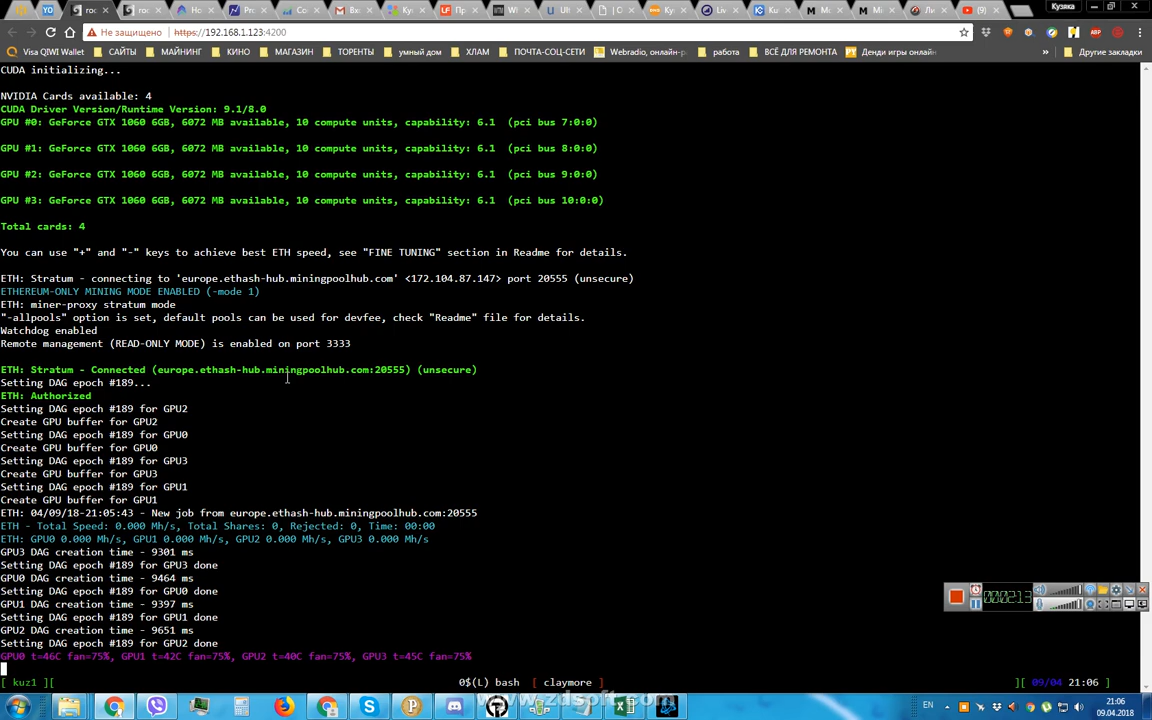 Кузяка
Не защищено https://192.168.1.123:4200
Visa QIWI Wallet САЙТЫ МАЙНИНГ КИНО МАГАЗИН ТОРЕНТЫ умный дом ХЛАМ ПОЧТА-СОЦ-СЕТИ Webradio, онлайн-р работа ВСЁ ДЛЯ РЕМОНТА Денди игры онлай » Другие закладки
CUDA initializing...
NVIDIA Cards available: 4
CUDA Driver Version/Runtime Version: 9.1/8.0
GPU #0: GeForce GTX 1060 6GB, 6072 MB available, 10 compute units, capability: 6.1 (pci bus 7:0:0)
GPU #1: GeForce GTX 1060 6GB, 6072 MB available, 10 compute units, capability: 6.1 (pci bus 8:0:0)
GPU #2: GeForce GTX 1060 6GB, 6072 MB available, 10 compute units, capability: 6.1 (pci bus 9:0:0)
GPU #3: GeForce GTX 1060 6GB, 6072 MB available, 10 compute units, capability: 6.1 (pci bus 10:0:0)
Total cards: 4
You can use "+" and "-" keys to achieve best ETH speed, see "FINE TUNING" section in Readme for details.
ETH: Stratum - connecting to 'europe.ethash-hub.miningpoolhub.com' <172.104.87.147> port 20555 (unsecure)
ETHEREUM-ONLY MINING MODE ENABLED (-mode 1)
ETH: miner-proxy stratum mode
"-allpools" option is set, default pools can be used for devfee, check "Readme" file for details.
Watchdog enabled
Remote management (READ-ONLY MODE) is enabled on port 3333
ETH: Stratum - Connected (europe.ethash-hub.miningpoolhub.com:20555) (unsecure)
Setting DAG epoch #189...
ETH: Authorized
Setting DAG epoch #189 for GPU2
Create GPU buffer for GPU2
Setting DAG epoch #189 for GPU0
Create GPU buffer for GPU0
Setting DAG epoch #189 for GPU3
Create GPU buffer for GPU3
Setting DAG epoch #189 for GPU1
Create GPU buffer for GPU1
ETH: 04/09/18-21:05:43 - New job from europe.ethash-hub.miningpoolhub.com:20555
ETH - Total Speed: 0.000 Mh/s, Total Shares: 0, Rejected: 0, Time: 00:00
ETH: GPU0 0.000 Mh/s, GPU1 0.000 Mh/s, GPU2 0.000 Mh/s, GPU3 0.000 Mh/s
GPU3 DAG creation time - 9301 ms
Setting DAG epoch #189 for GPU3 done
GPU0 DAG creation time - 9464 ms
Setting DAG epoch #189 for GPU0 done
GPU1 DAG creation time - 9397 ms
Setting DAG epoch #189 for GPU1 done
GPU2 DAG creation time - 9651 ms
Setting DAG epoch #189 for GPU2 done
GPU0 t=46C fan=75%, GPU1 t=42C fan=75%, GPU2 t=40C fan=75%, GPU3 t=45C fan=75%
00:02:13
[ kuz1 ][ 0$(L) bash [ claymore ] ][ 09/04 21:06 ]
www.zdsoft.com
EN 21:06
09.04.2018